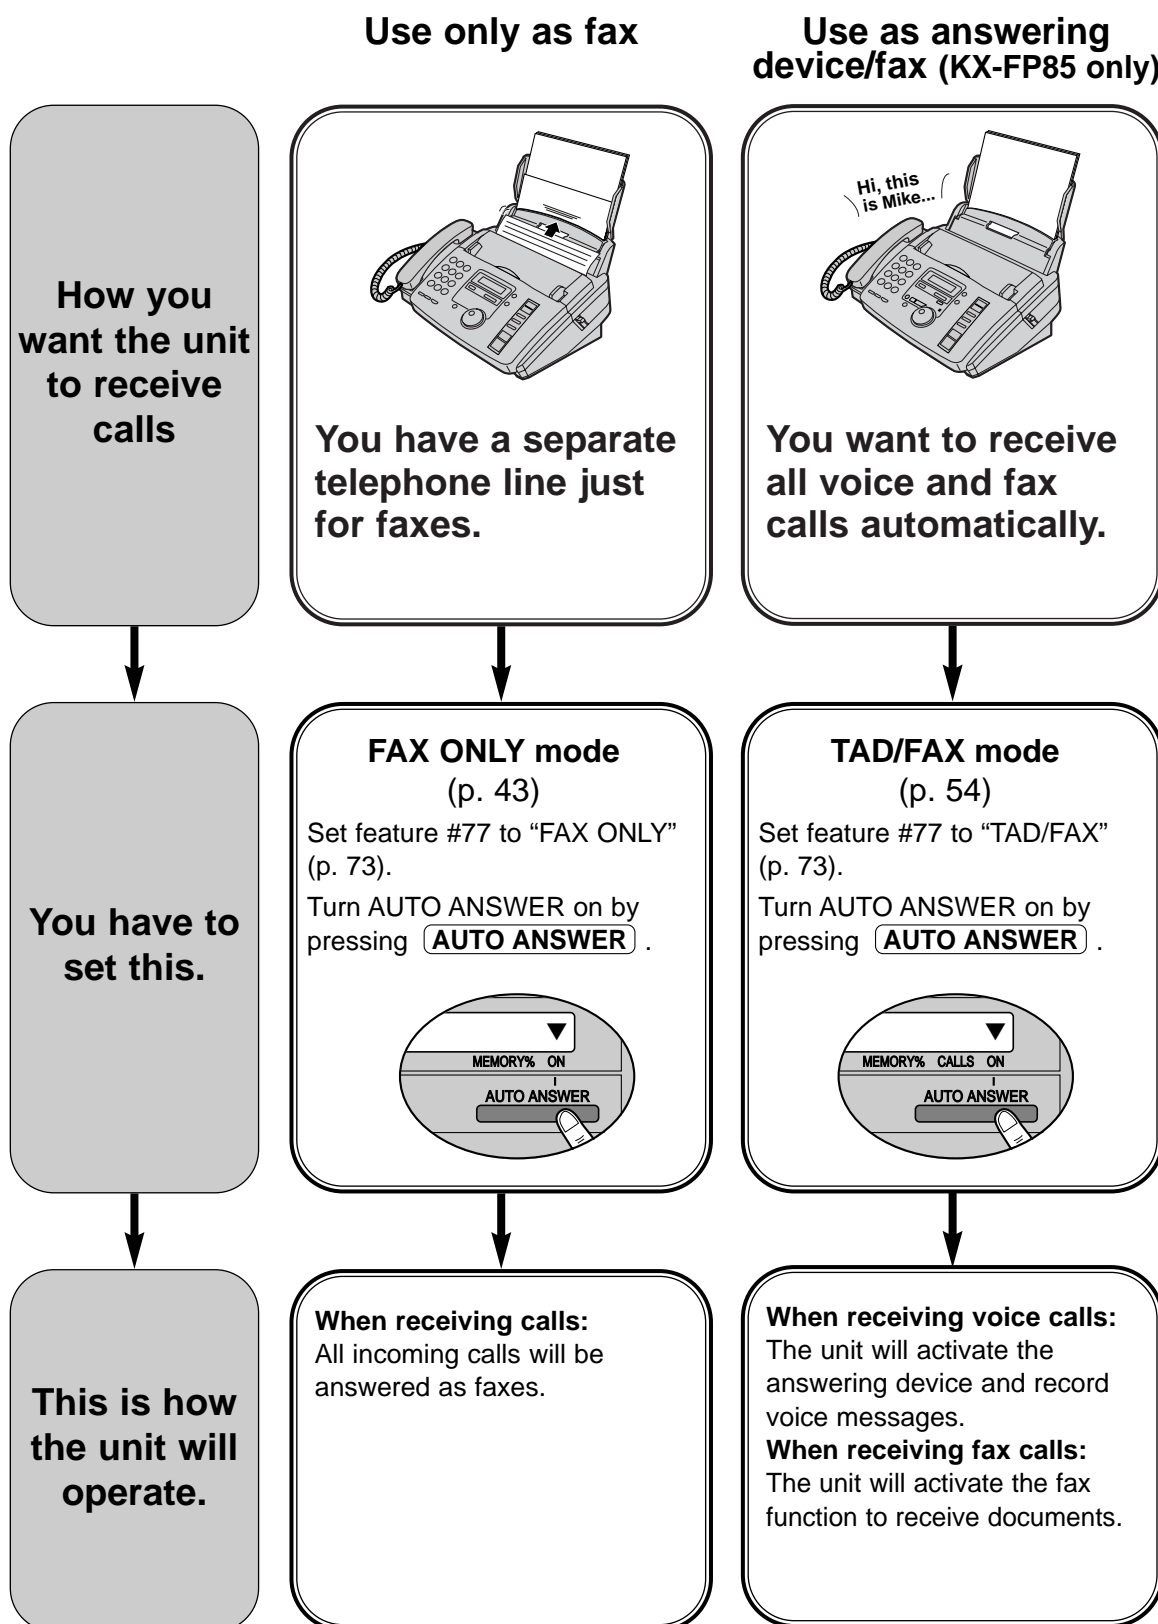 Use only as fax
Use as answering
device/fax (KX-FP85 only)
How you
want the unit
to receive
calls
You have a separate
telephone line just
for faxes.
Hi, this
is Mike...
You want to receive
all voice and fax
calls automatically.
You have to
set this.
FAX ONLY mode
(p. 43)
Set feature #77 to “FAX ONLY”
(p. 73).
Turn AUTO ANSWER on by
pressing AUTO ANSWER .
MEMORY% ON
AUTO ANSWER
TAD/FAX mode
(p. 54)
Set feature #77 to “TAD/FAX”
(p. 73).
Turn AUTO ANSWER on by
pressing AUTO ANSWER .
MEMORY% CALLS ON
AUTO ANSWER
This is how
the unit will
operate.
When receiving calls:
All incoming calls will be
answered as faxes.
When receiving voice calls:
The unit will activate the
answering device and record
voice messages.
When receiving fax calls:
The unit will activate the fax
function to receive documents.